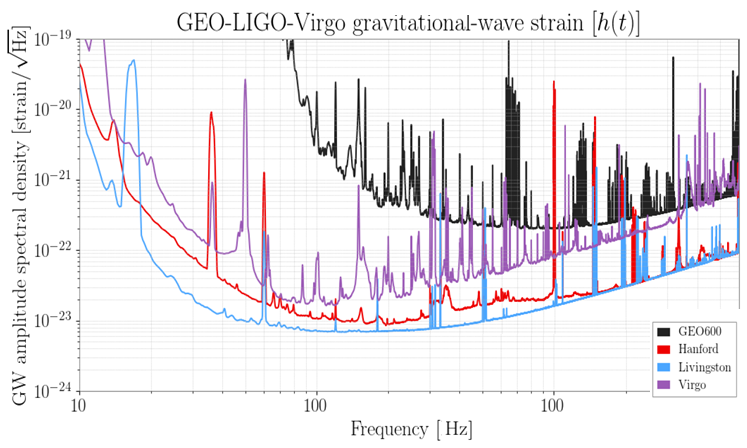 GEO-LIGO-Virgo gravitational-wave strain [h(t)]
GW amplitude spectral density [strain/√Hz]
10⁻¹⁹
10⁻²⁰
10⁻²¹
10⁻²²
10⁻²³
10⁻²⁴
10
100
100
Frequency [ Hz]
GEO600
Hanford
Livingston
Virgo